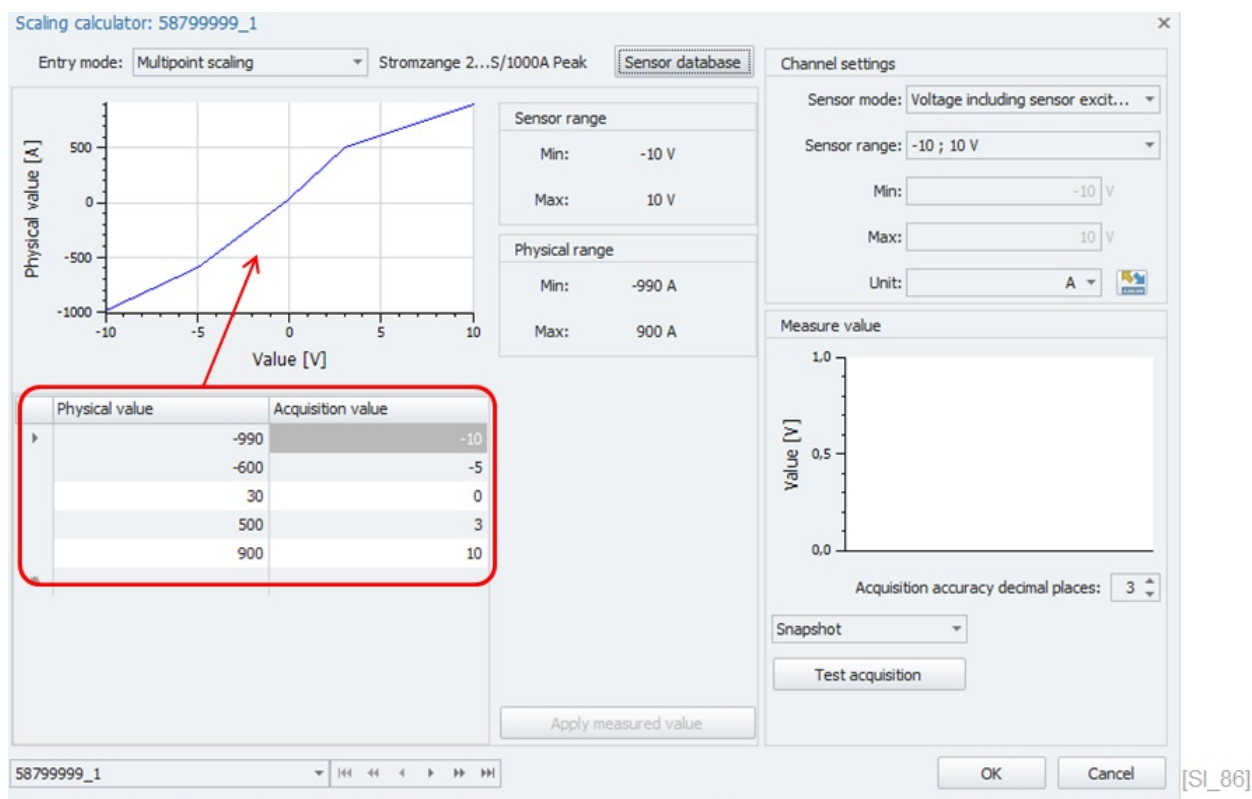 Scaling calculator: 58799999_1
Entry mode: Multipoint scaling Stromzange 2...S/1000A Peak Sensor database
Physical value [A]
500
0
-500
-1000
-10 -5 0 5 10
Value [V]
Sensor range
Min: -10 V
Max: 10 V
Physical range
Min: -990 A
Max: 900 A
Physical value Acquisition value
-990 -10
-600 -5
30 0
500 3
900 10
Apply measured value
Channel settings
Sensor mode: Voltage including sensor excit...
Sensor range: -10 ; 10 V
Min: -10 V
Max: 10 V
Unit: A
Measure value
Value [V]
1,0
0,5
0,0
Acquisition accuracy decimal places: 3
Snapshot
Test acquisition
58799999_1
OK Cancel
[SI_86]